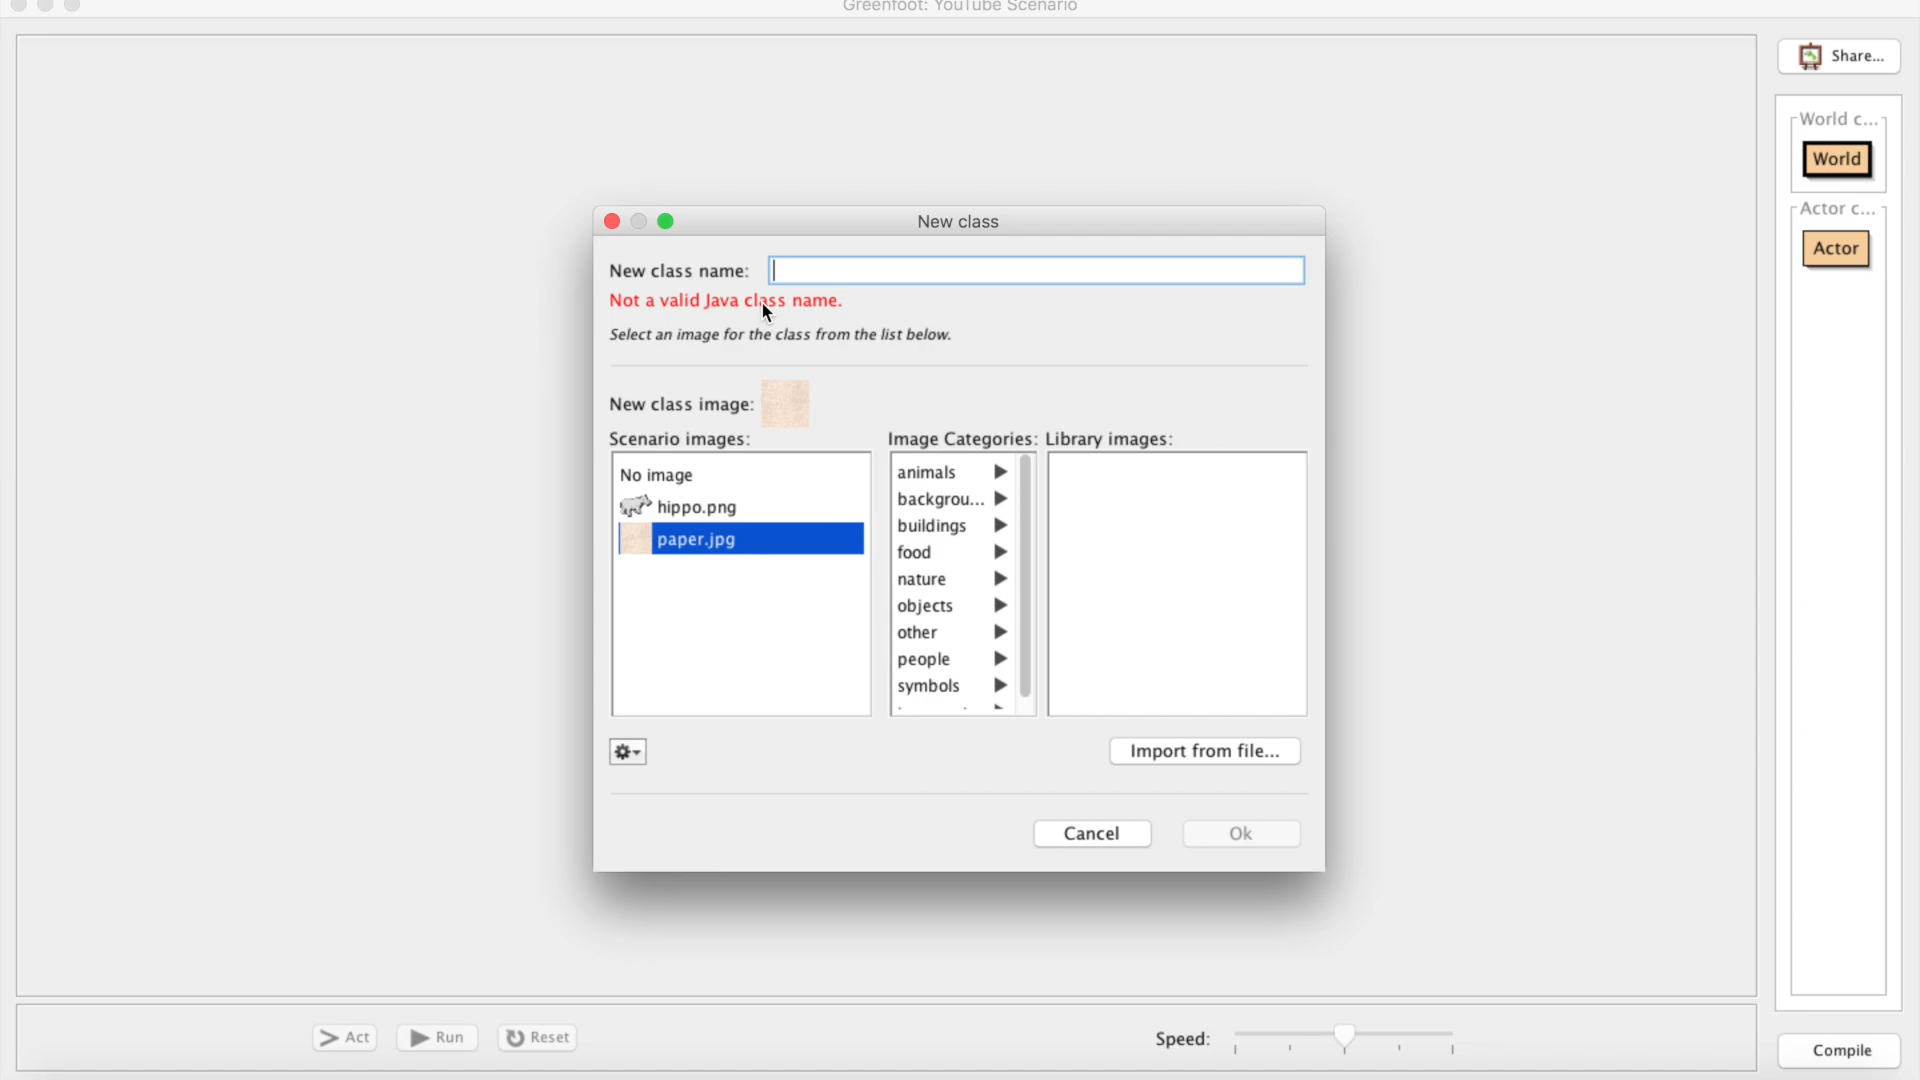 Greenfoot: YouTube Scenario
Share...
World c...
World
Actor c...
Actor
New class
New class name:
Not a valid Java class name.
Select an image for the class from the list below.
New class image:
Scenario images:
Image Categories:
Library images:
No image
hippo.png
paper.jpg
animals
backgrou...
buildings
food
nature
objects
other
people
symbols
Import from file...
Cancel
Ok
Act
Run
Reset
Speed:
Compile